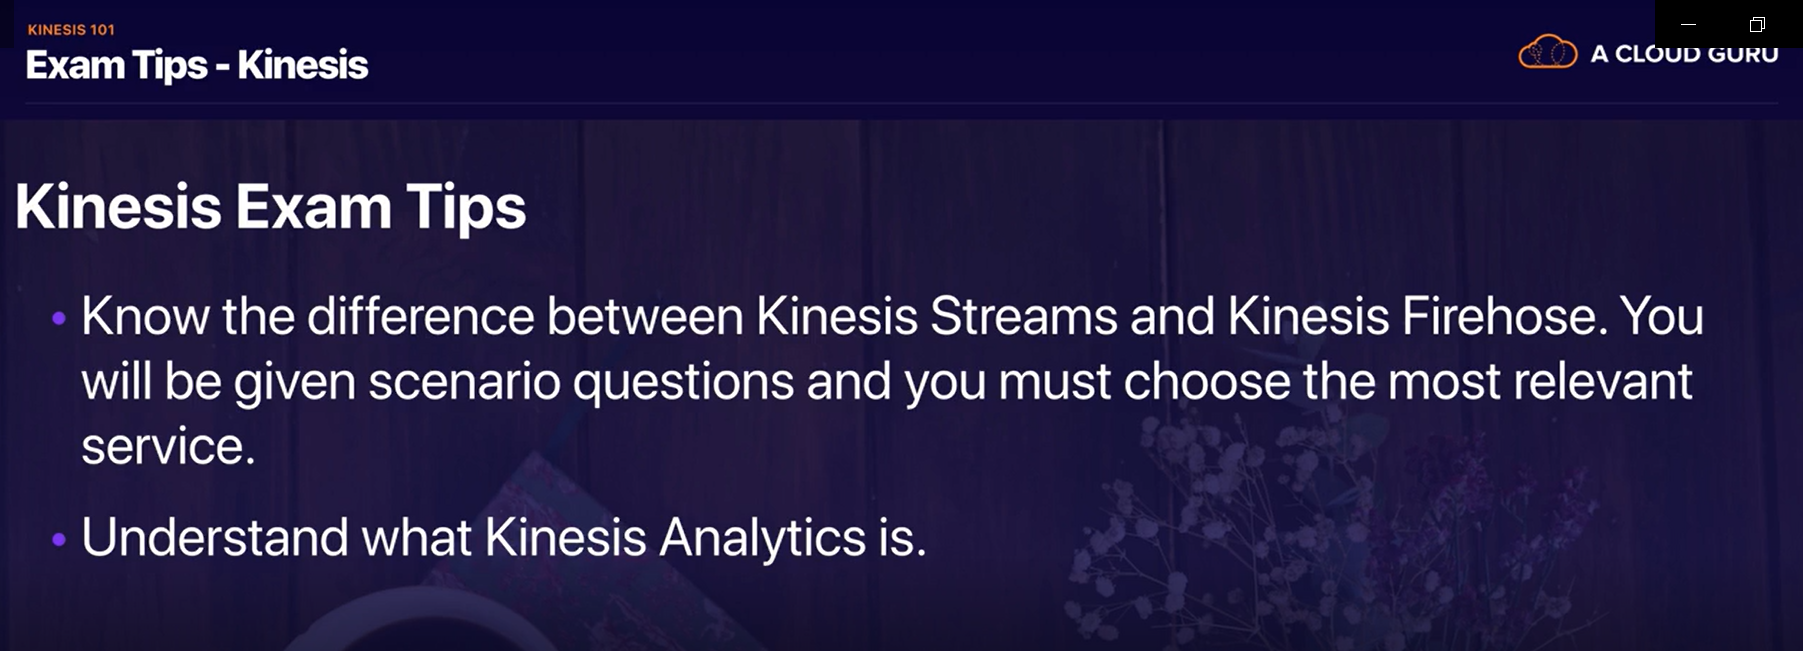 KINESIS 101
Exam Tips - Kinesis
A CLOUD GURU
Kinesis Exam Tips
• Know the difference between Kinesis Streams and Kinesis Firehose. You
will be given scenario questions and you must choose the most relevant
service.
• Understand what Kinesis Analytics is.